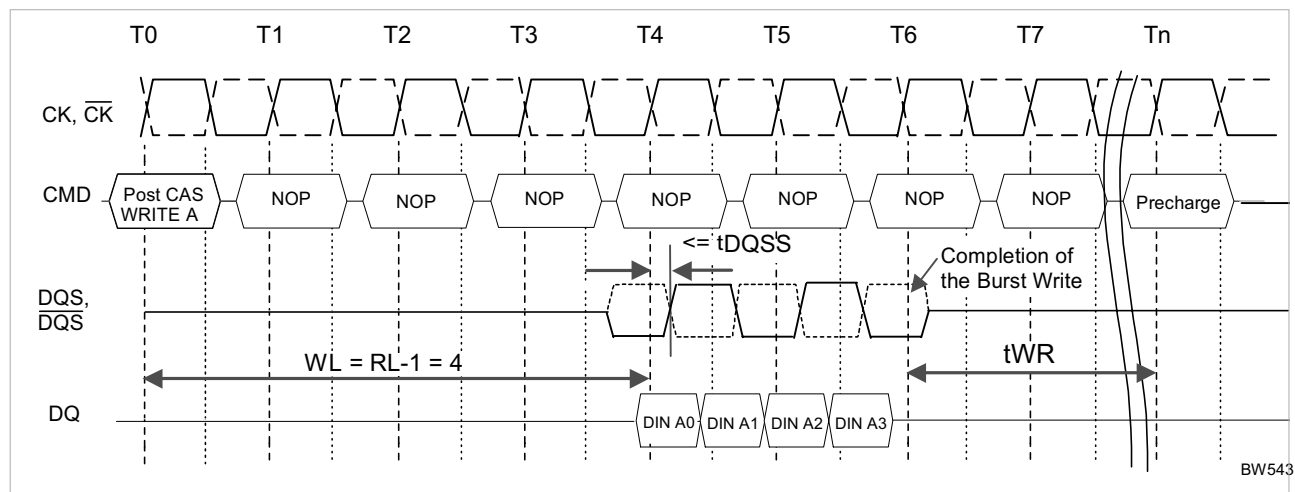 T0 T1 T2 T3 T4 T5 T6 T7 Tn
CK, C̅K̅
CMD
Post CAS
WRITE A
NOP
NOP
NOP
NOP
NOP
NOP
NOP
Precharge
<= tDQSS
Completion of
the Burst Write
DQS,
D̅Q̅S̅
WL = RL-1 = 4
tWR
DQ
DIN A0
DIN A1
DIN A2
DIN A3
BW543